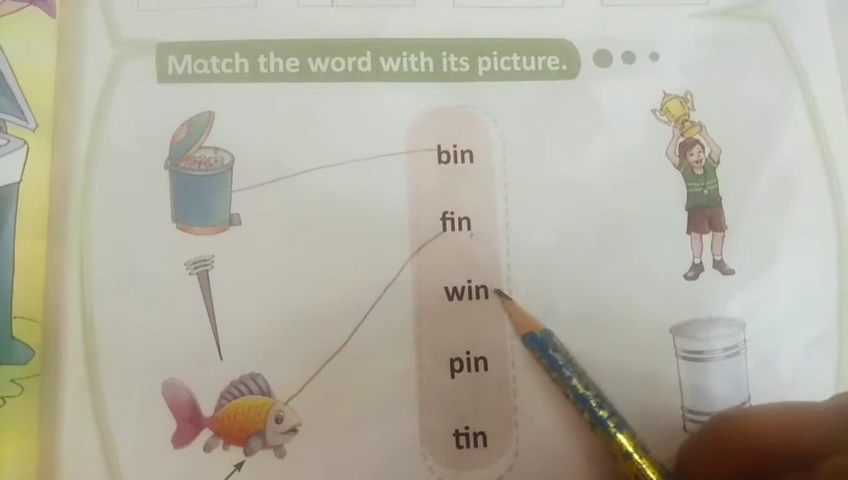 Match the word with its picture.
bin
fin
win
pin
tin